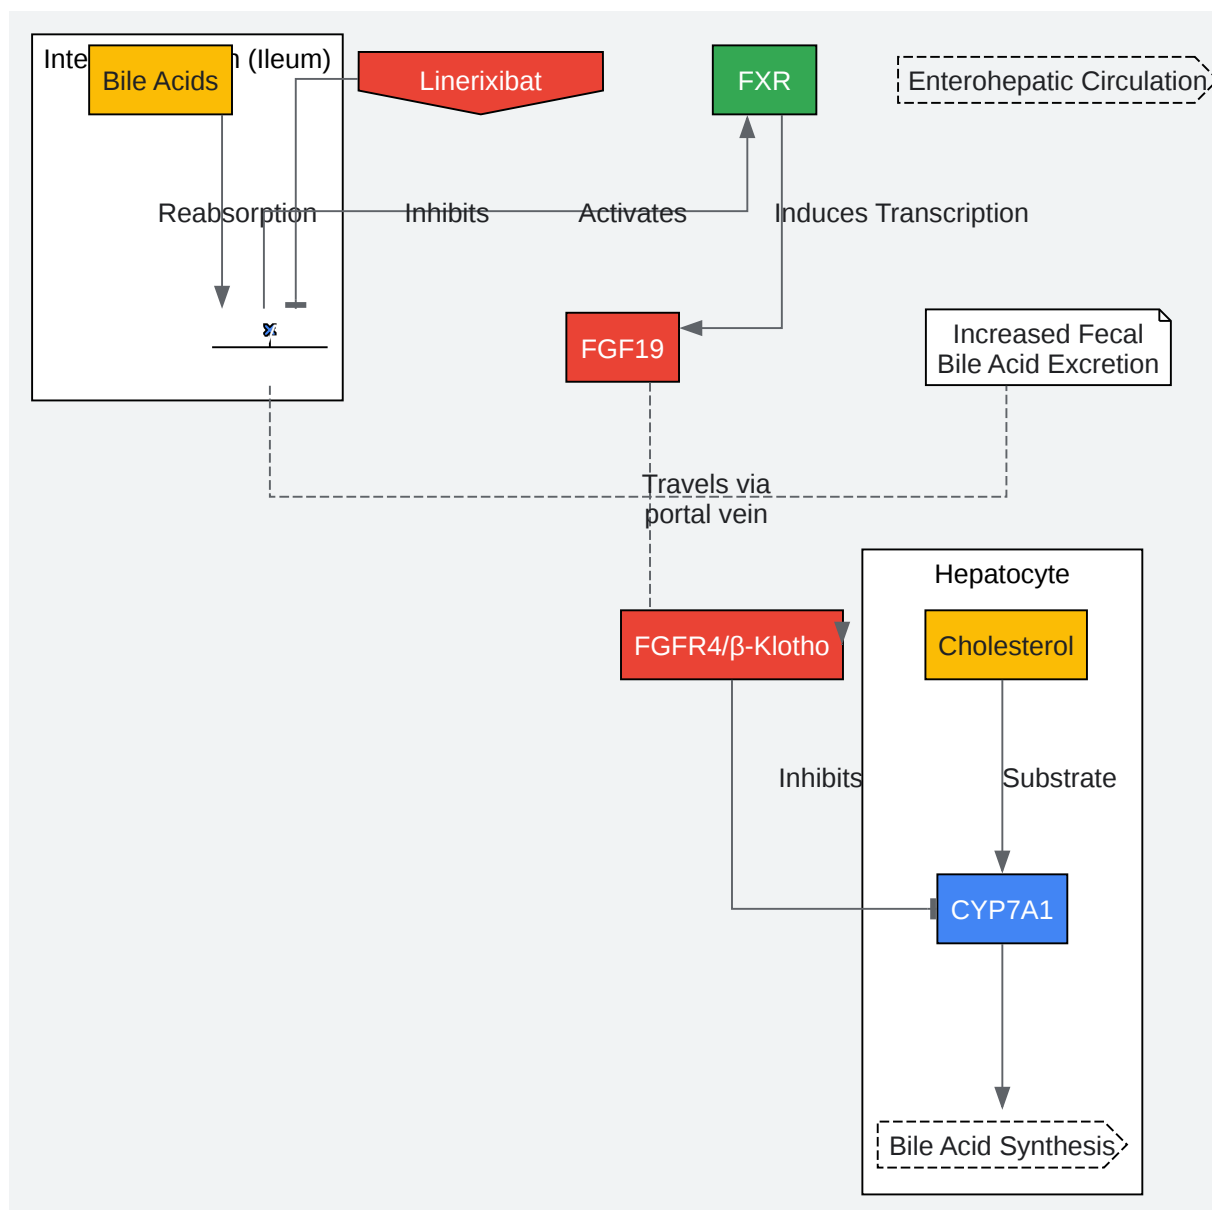 Inte
n (Ileum)
Bile Acids
Linerixibat
FXR
Enterohepatic Circulation
Reabsorption
Inhibits
Activates
Induces Transcription
FGF19
Increased Fecal
Bile Acid Excretion
Travels via
portal vein
Hepatocyte
FGFR4/β-Klotho
Cholesterol
Inhibits
Substrate
CYP7A1
Bile Acid Synthesis